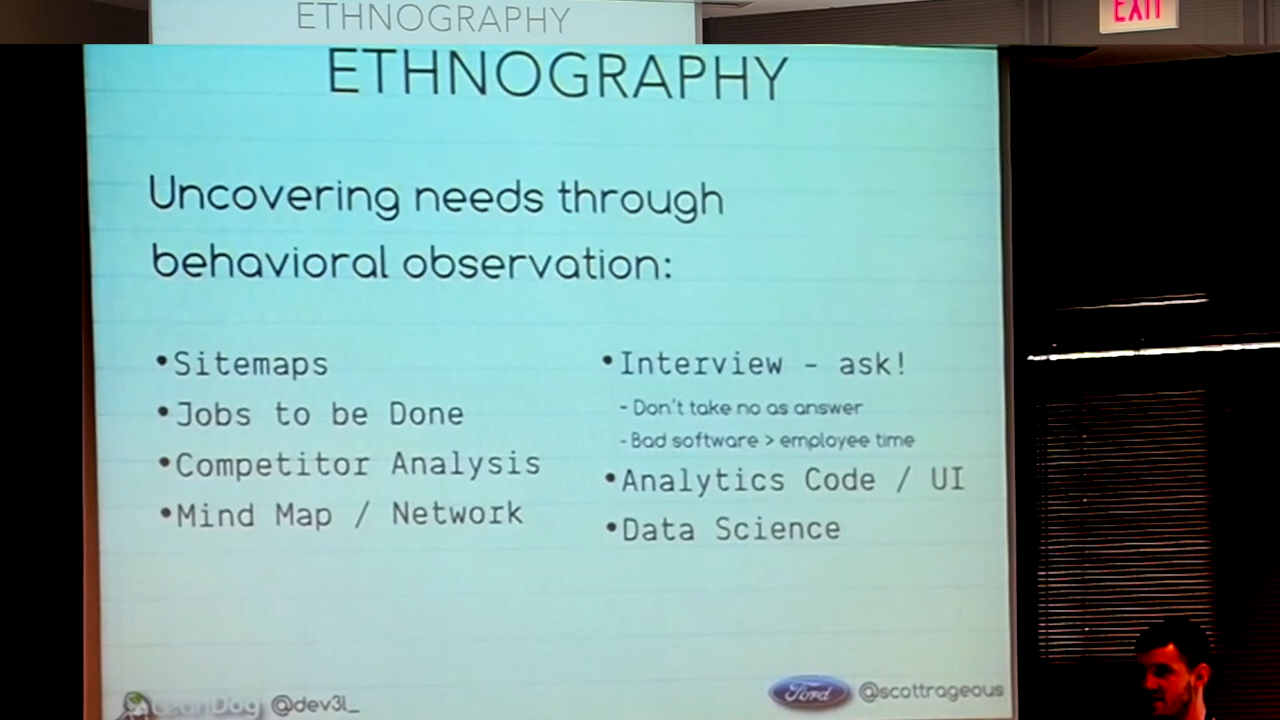 ETHNOGRAPHY
EXIT
ETHNOGRAPHY
Uncovering needs through
behavioral observation:
•Sitemaps
•Jobs to be Done
•Competitor Analysis
•Mind Map / Network
•Interview - ask!
- Don't take no as answer
- Bad software > employee time
•Analytics Code / UI
•Data Science
LeanDog @dev3l_
Ford @scottrageous